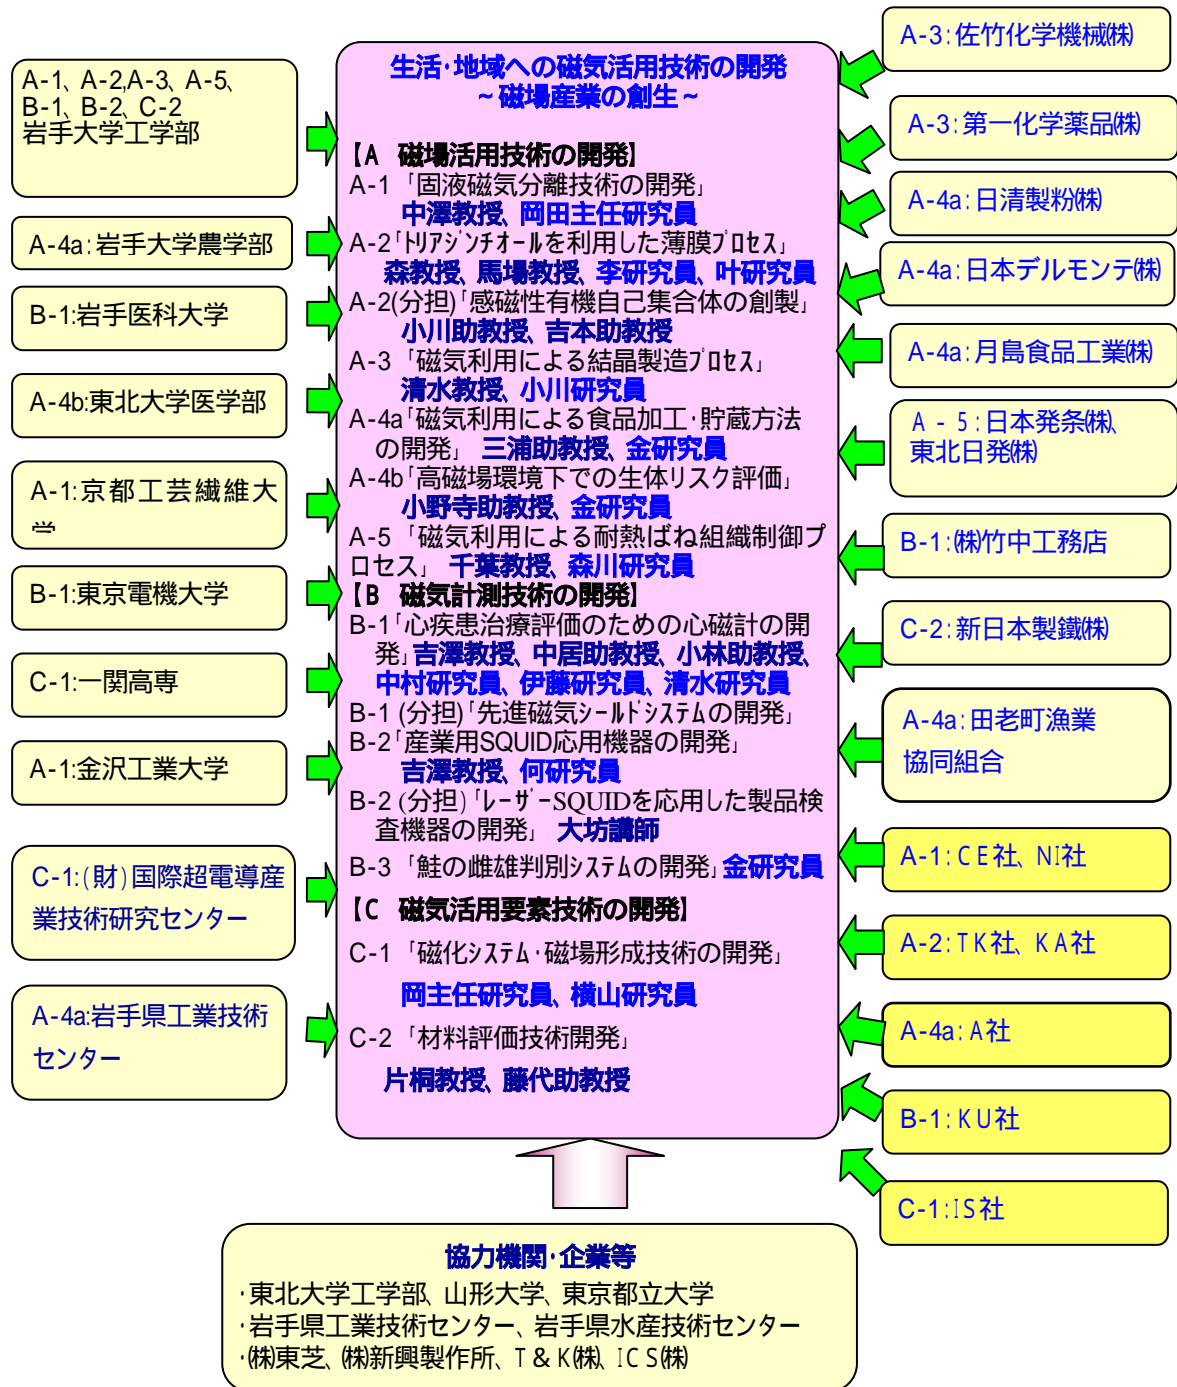 A-1、A-2,A-3、A-5、
B-1、B-2、C-2
岩手大学工学部
A-4a:岩手大学農学部
B-1:岩手医科大学
A-4b:東北大学医学部
A-1:京都工芸繊維大
学
B-1:東京電機大学
C-1:一関高専
A-1:金沢工業大学
C-1:(財)国際超電導産
業技術研究センター
A-4a:岩手県工業技術
センター
生活・地域への磁気活用技術の開発
~磁場産業の創生~
【A 磁場活用技術の開発】
A-1「固液磁気分離技術の開発」
中澤教授、岡田主任研究員
A-2「ﾄﾘｱｼﾞﾝﾁｵｰﾙを利用した薄膜ﾌﾟﾛｾｽ」
森教授、馬場教授、李研究員、叶研究員
A-2(分担)「感磁性有機自己集合体の創製」
小川助教授、吉本助教授
A-3「磁気利用による結晶製造ﾌﾟﾛｾｽ」
清水教授、小川研究員
A-4a「磁気利用による食品加工・貯蔵方法
の開発」 三浦助教授、金研究員
A-4b「高磁場環境下での生体リスク評価」
小野寺助教授、金研究員
A-5「磁気利用による耐熱ばね組織制御プ
ロセス」 千葉教授、森川研究員
【B 磁気計測技術の開発】
B-1「心疾患治療評価のための心磁計の開
発」吉澤教授、中居助教授、小林助教授、
中村研究員、伊藤研究員、清水研究員
B-1(分担)「先進磁気ｼｰﾙﾄﾞｼｽﾃﾑの開発」
B-2「産業用SQUID応用機器の開発」
吉澤教授、何研究員
B-2(分担)「ﾚｰｻﾞｰSQUIDを応用した製品検
査機器の開発」 大坊講師
B-3「鮭の雌雄判別ｼｽﾃﾑの開発」金研究員
【C 磁気活用要素技術の開発】
C-1「磁化ｼｽﾃﾑ・磁場形成技術の開発」
岡主任研究員、横山研究員
C-2「材料評価技術開発」
片桐教授、藤代助教授
A-3:佐竹化学機械㈱
A-3:第一化学薬品㈱
A-4a:日清製粉㈱
A-4a:日本デルモンテ㈱
A-4a:月島食品工業㈱
A-5:日本発条㈱、
東北日発㈱
B-1:㈱竹中工務店
C-2:新日本製鐵㈱
A-4a:田老町漁業
協同組合
A-1:CE社、NI社
A-2:TK社、KA社
A-4a:A社
B-1:KU社
C-1:IS社
協力機関・企業等
・東北大学工学部、山形大学、東京都立大学
・岩手県工業技術センター、岩手県水産技術センター
・㈱東芝、㈱新興製作所、T&K㈱、ICS㈱